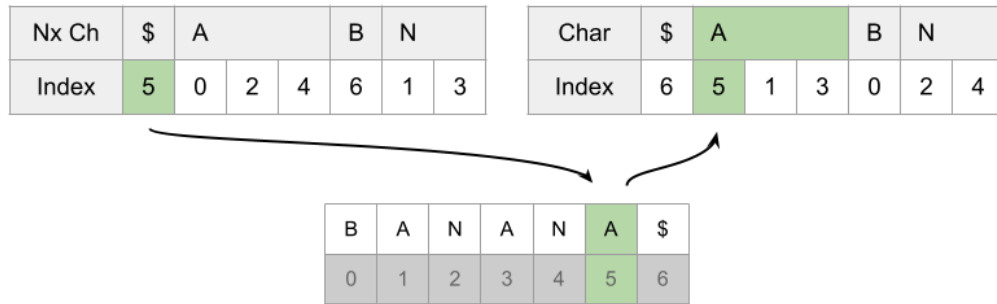 Nx Ch $ A B N
Index 5 0 2 4 6 1 3
Char $ A B N
Index 6 5 1 3 0 2 4
B A N A N A $
0 1 2 3 4 5 6